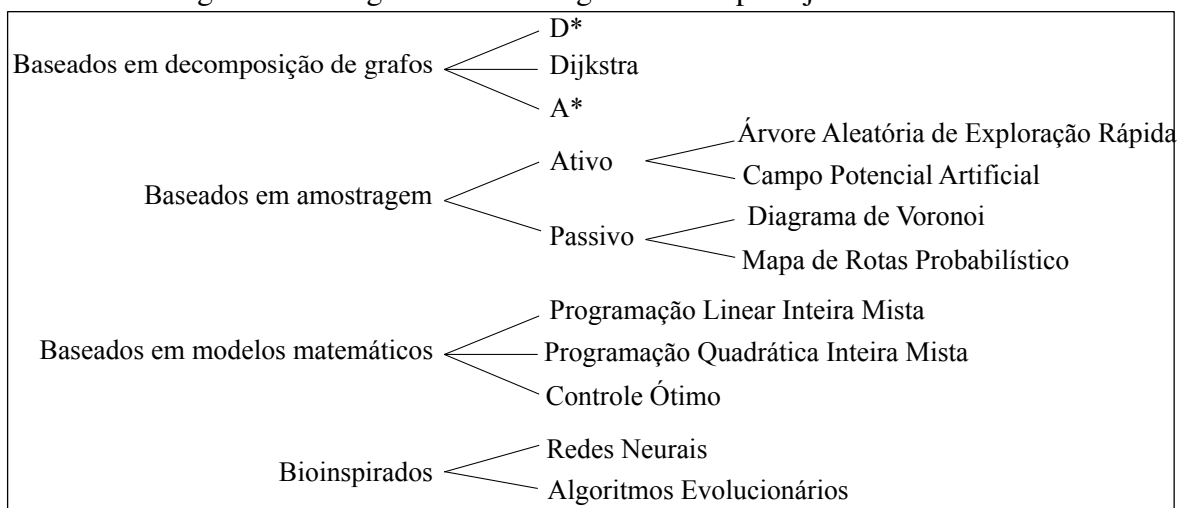 D*
Baseados em decomposição de grafos
Dijkstra
A*
Árvore Aleatória de Exploração Rápida
Ativo
Campo Potencial Artificial
Baseados em amostragem
Diagrama de Voronoi
Passivo
Mapa de Rotas Probabilístico
Programação Linear Inteira Mista
Baseados em modelos matemáticos
Programação Quadrática Inteira Mista
Controle Ótimo
Redes Neurais
Bioinspirados
Algoritmos Evolucionários